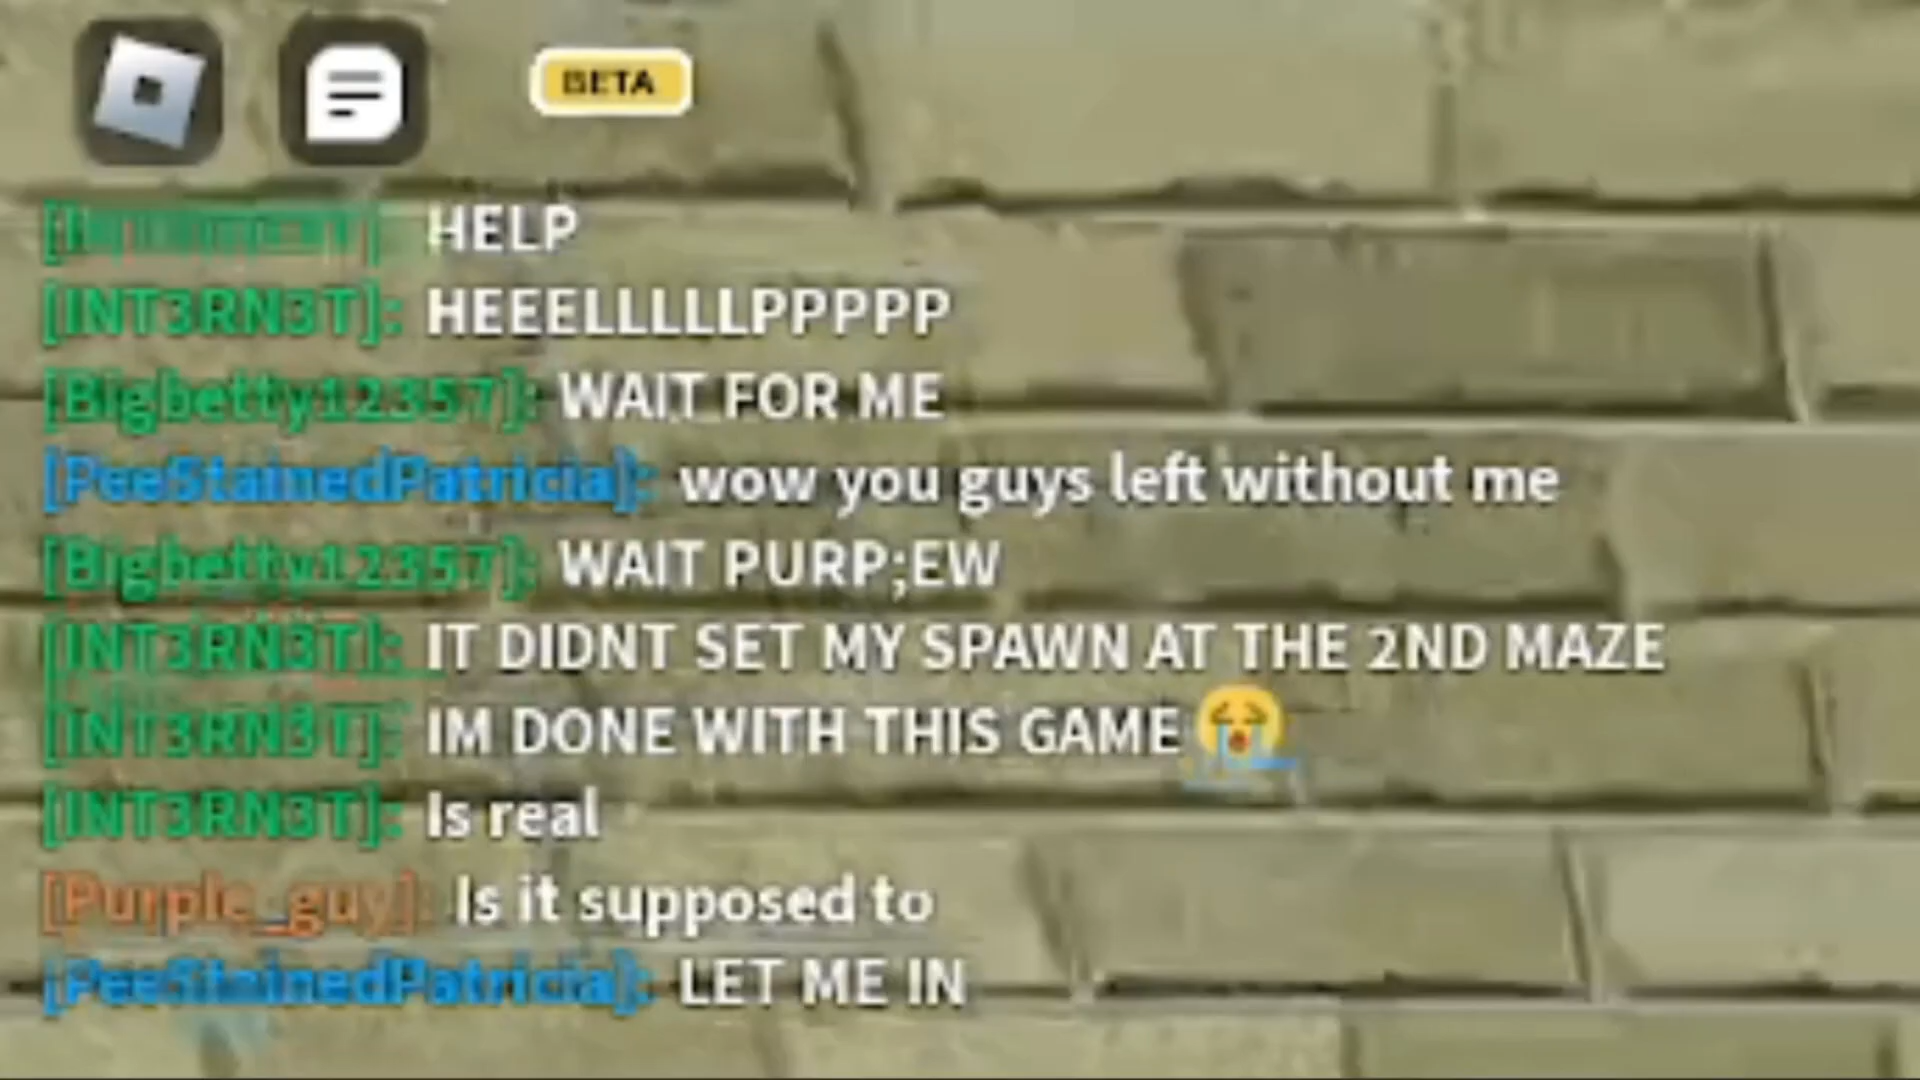 BETA
HELP
[INT3RN3T]: HEEELLLLLPPPPP
[Bigbetty12357]: WAIT FOR ME
[PeeStainedPatricia]: wow you guys left without me
[Bigbetty12357]: WAIT PURP;EW
[INT3RN3T]: IT DIDNT SET MY SPAWN AT THE 2ND MAZE
[INT3RN3T]: IM DONE WITH THIS GAME😭
[INT3RN3T]: Is real
[Purple_guy]: Is it supposed to
[PeeStainedPatricia]: LET ME IN